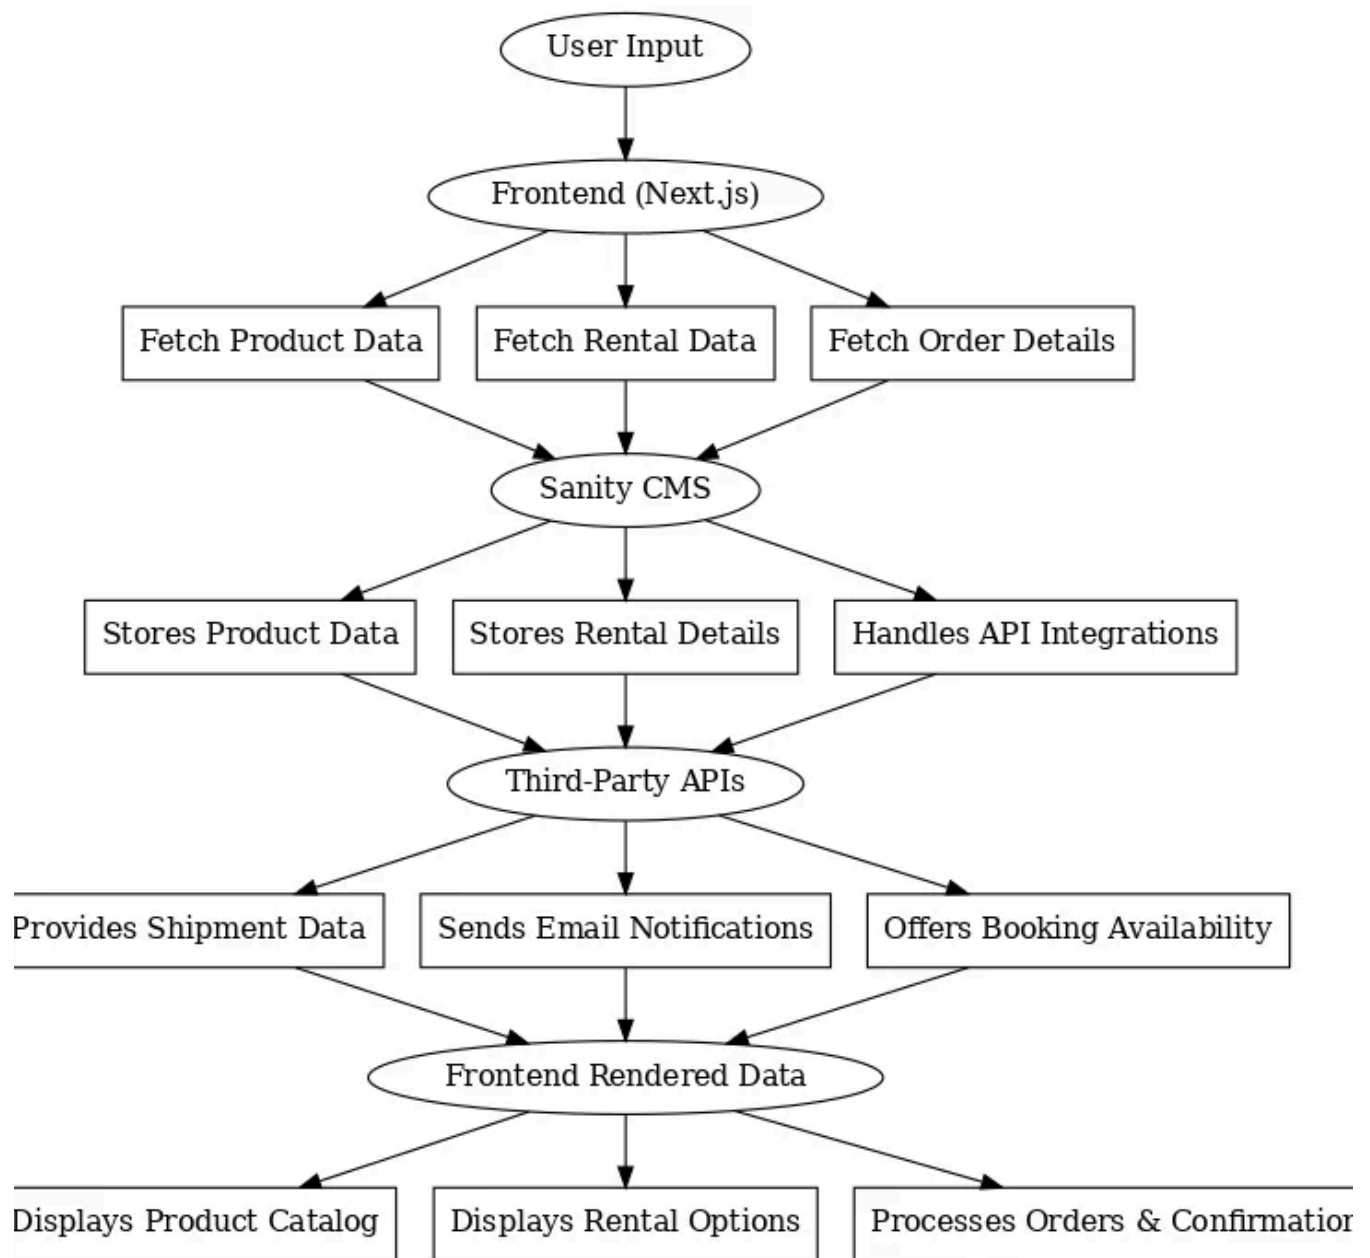 User Input
Frontend (Next.js)
Fetch Product Data
Fetch Rental Data
Fetch Order Details
Sanity CMS
Stores Product Data
Stores Rental Details
Handles API Integrations
Third-Party APIs
Provides Shipment Data
Sends Email Notifications
Offers Booking Availability
Frontend Rendered Data
Displays Product Catalog
Displays Rental Options
Processes Orders & Confirmation